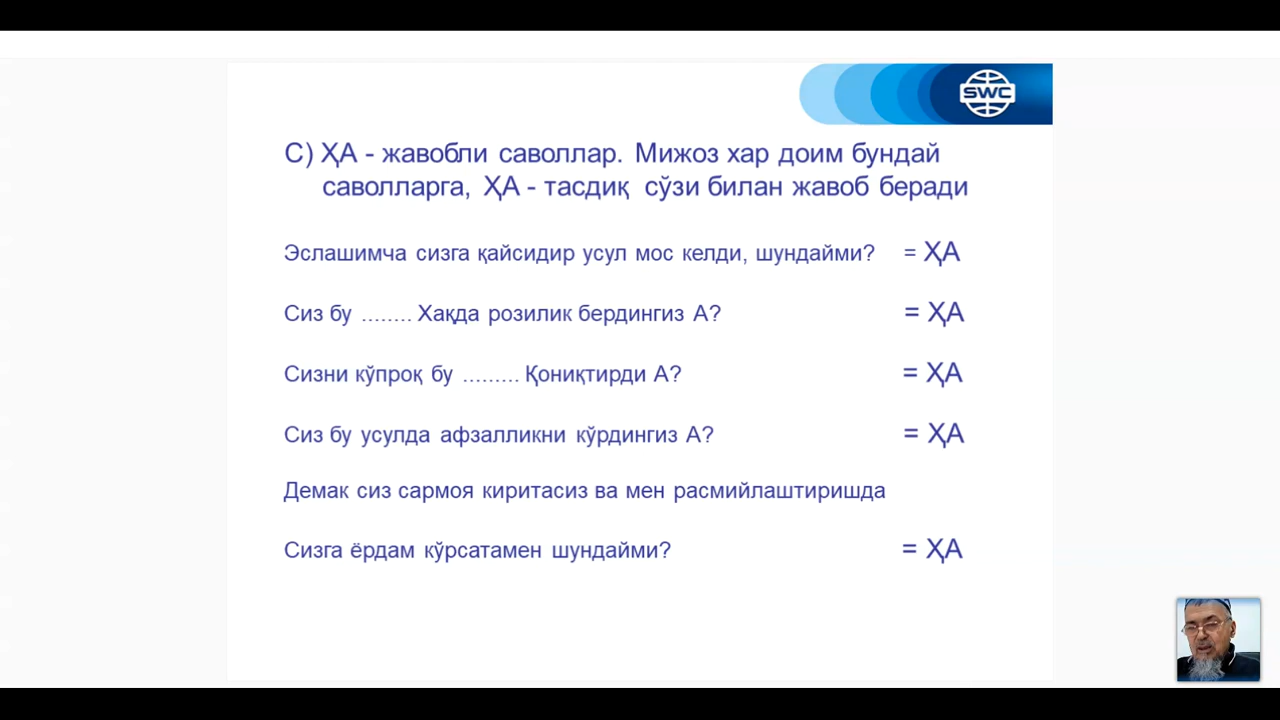 SWC
С) ҲА - жавобли саволлар. Мижоз хар доим бундай
саволларга, ҲА - тасдиқ сўзи билан жавоб беради
Эслашимча сизга қайсидир усул мос келди, шундайми? = ҲА
Сиз бу ........ Хақда розилик бердингиз А? = ҲА
Сизни кўпроқ бу ......... Қониқтирди А? = ҲА
Сиз бу усулда афзалликни кўрдингиз А? = ҲА
Демак сиз сармоя киритасиз ва мен расмийлаштиришда
Сизга ёрдам кўрсатамен шундайми? = ҲА